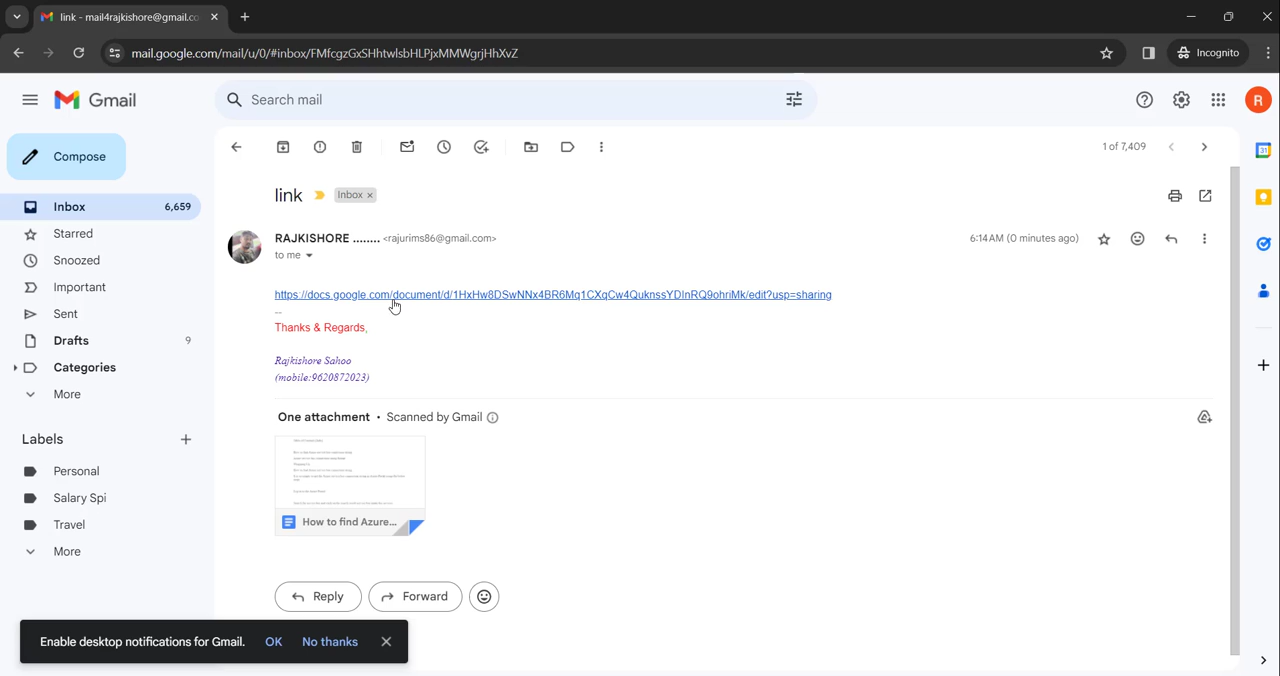 link - mail4rajkishore@gmail.co
mail.google.com/mail/u/0/#inbox/FMfcgzGxSHhtwlsbHLPjxMMWgrjHhXvZ
Incognito
Gmail
Search mail
R
Compose
1 of 7,409
Inbox 6,659
link Inbox ×
Starred
RAJKISHORE ........ <rajurims86@gmail.com> 6:14 AM (0 minutes ago)
to me
Snoozed
Important
https://docs.google.com/document/d/1HxHw8DSwNNx4BR6Mq1CXqCw4QuknssYDInRQ9ohriMk/edit?usp=sharing
--
Sent
Thanks & Regards,
Drafts 9
Rajkishore Sahoo
Categories
(mobile:9620872023)
More
One attachment • Scanned by Gmail
Labels
Personal
Salary Spi
Travel
How to find Azure...
More
Reply
Forward
Enable desktop notifications for Gmail. OK No thanks
31